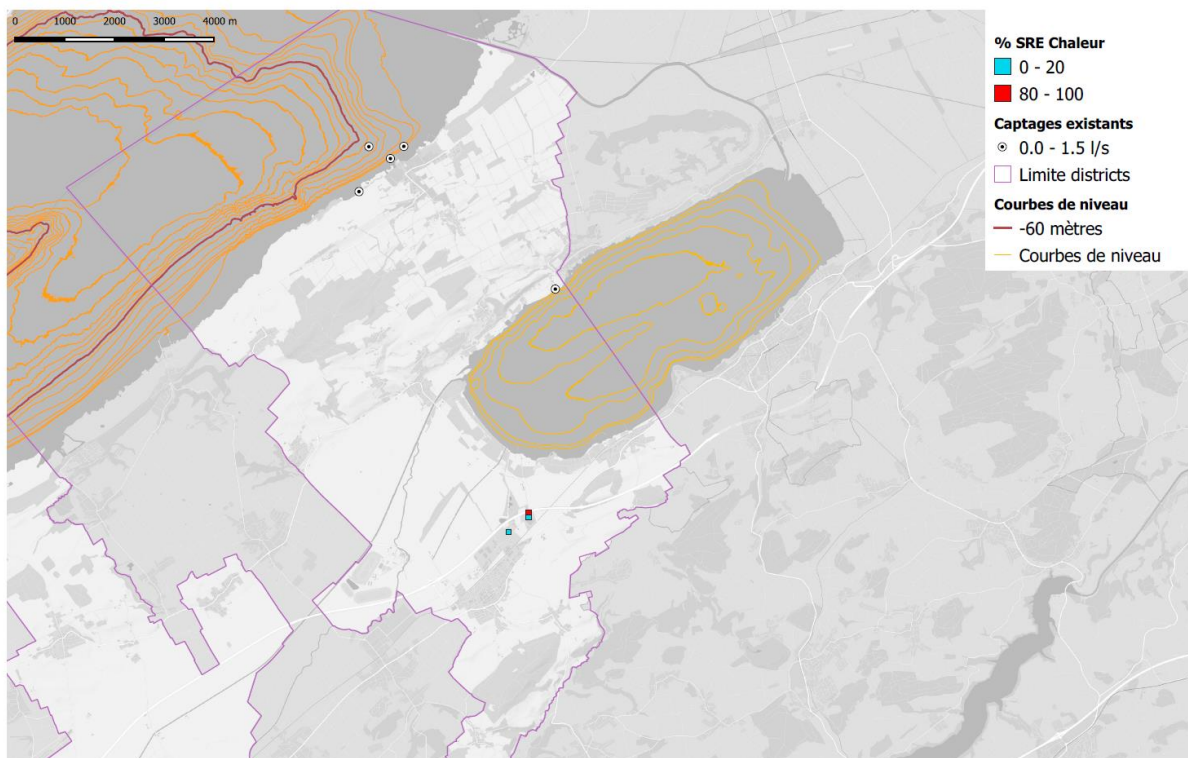 0 1000 2000 3000 4000 m
% SRE Chaleur
0 - 20
80 - 100
Captages existants
0.0 - 1.5 l/s
Limite districts
Courbes de niveau
-60 mètres
Courbes de niveau